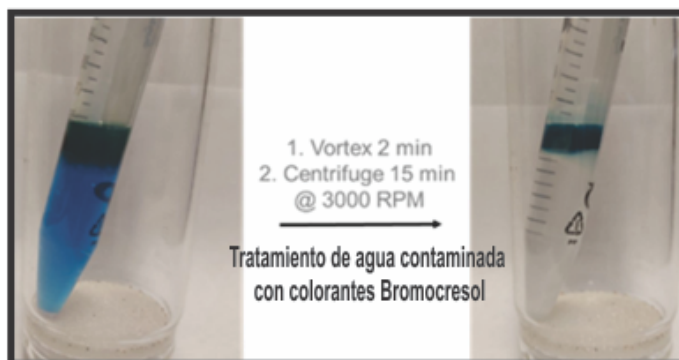 1. Vortex 2 min
2. Centrifuge 15 min
@ 3000 RPM
Tratamiento de agua contaminada
con colorantes Bromocresol